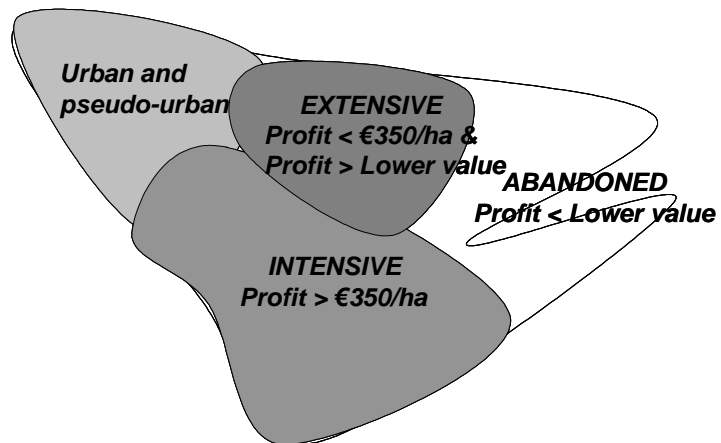 Urban and
pseudo-urban
EXTENSIVE
Profit < €350/ha &
Profit > Lower value
ABANDONED
Profit < Lower value
INTENSIVE
Profit > €350/ha